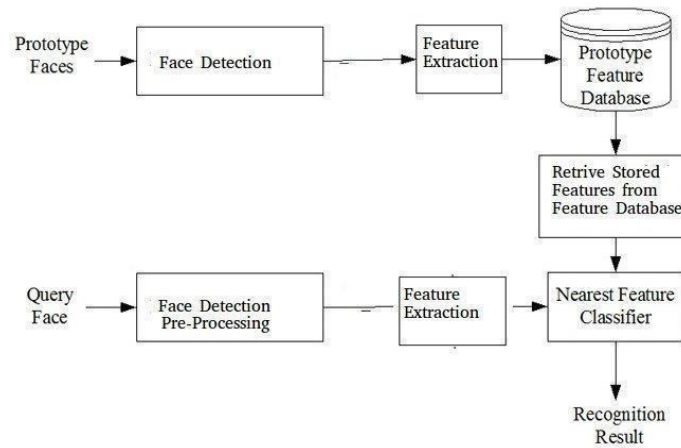 Prototype
Faces
Face Detection
Feature
Extraction
Prototype
Feature
Database
Retrive Stored
Features from
Feature Database
Query
Face
Face Detection
Pre-Processing
Feature
Extraction
Nearest Feature
Classifier
Recognition
Result